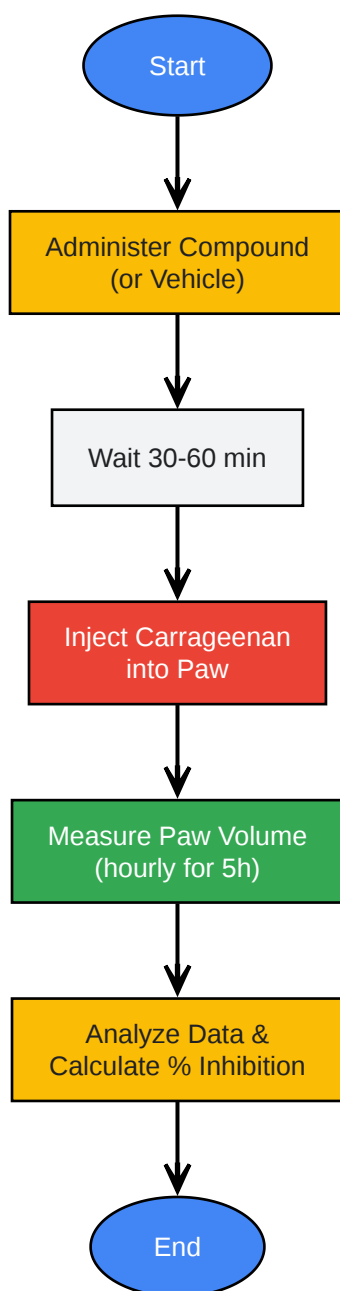 Start
Administer Compound
(or Vehicle)
Wait 30-60 min
Inject Carrageenan
into Paw
Measure Paw Volume
(hourly for 5h)
Analyze Data &
Calculate % Inhibition
End